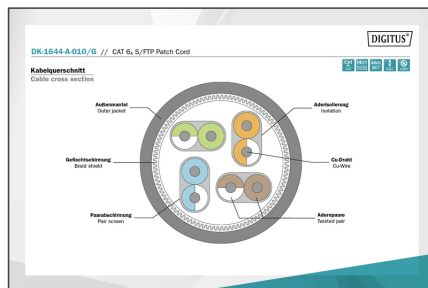 DIGITUS®
DK-1644-A-010/G // CAT 6A S/FTP Patch Cord
Kabelquerschnitt
Cable cross section
Außenmantel
Outer jacket
Aderisolierung
Isolation
Geflechtschirmung
Braid shield
Cu-Draht
Cu-Wire
Paarabschirmung
Pair screen
Adernpaare
Twisted pair